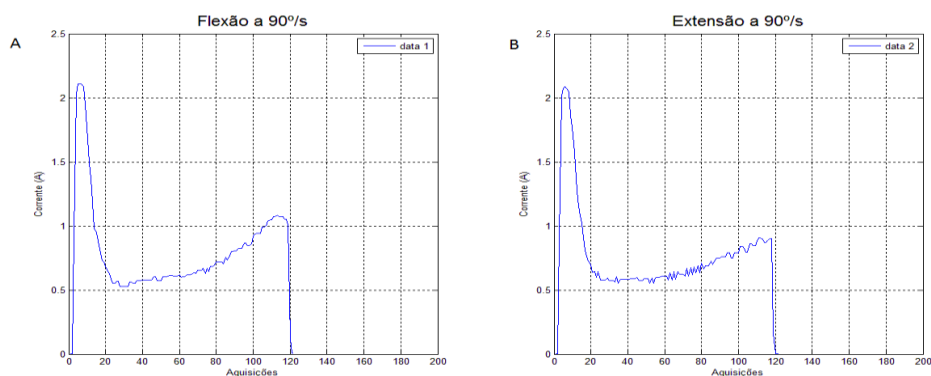 A
Flexão a 90º/s
data 1
Corrente (A)
2.5
2
1.5
1
0.5
0
0 20 40 60 80 100 120 140 160 180 200
Aquisições
B
Extensão a 90º/s
data 2
Corrente (A)
2.5
2
1.5
1
0.5
0
0 20 40 60 80 100 120 140 160 180 200
Aquisições